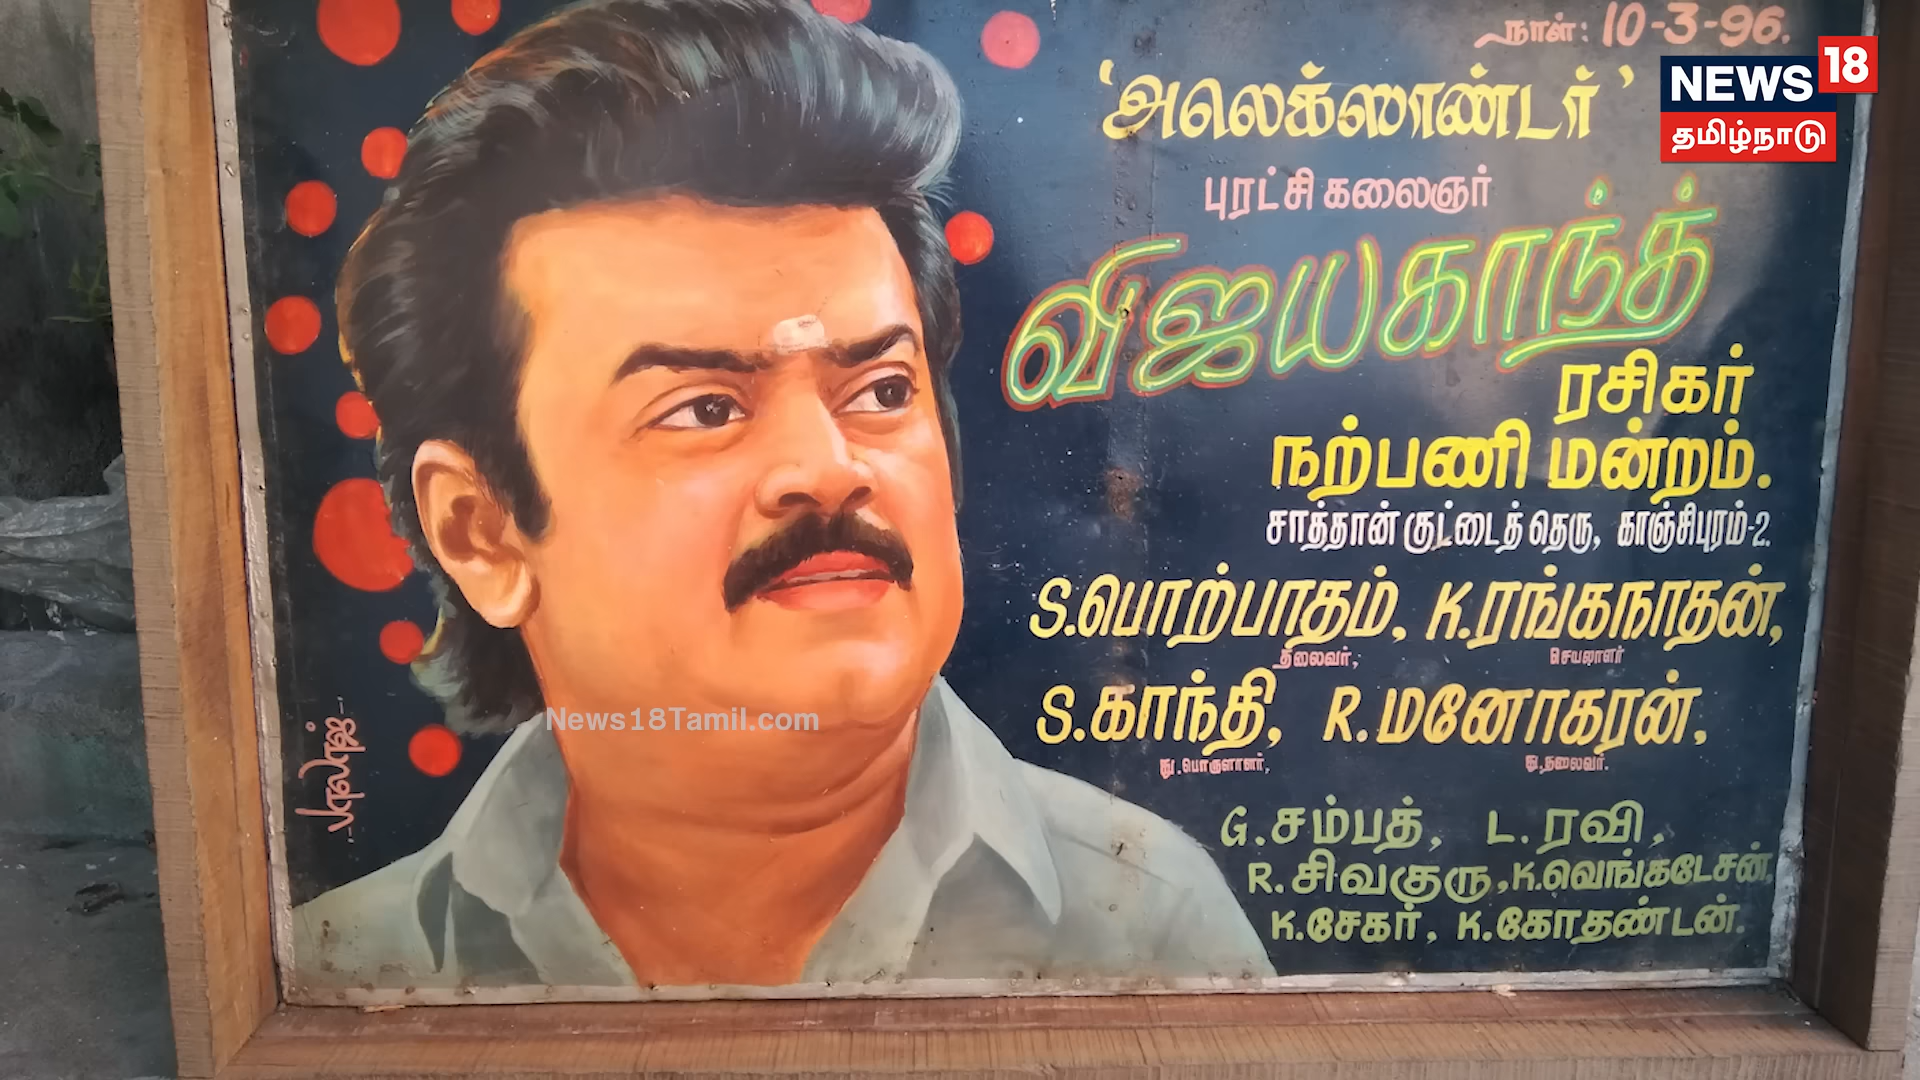 நாள்: 10-3-96.
NEWS 18
தமிழ்நாடு
'அலெக்ஸாண்டர்'
புரட்சி கலைஞர்
விஜயகாந்த்
ரசிகர்
நற்பணி மன்றம்.
சாத்தான் குட்டைத் தெரு, காஞ்சிபுரம்-2.
S.பொற்பாதம், K.ரங்கநாதன்,
தலைவர், செயலாளர்
S.காந்தி, R.மனோகரன்,
து.பொருளாளர், து.தலைவர்.
G.சம்பத், L.ரவி,
R.சிவகுரு, K.வெங்கடேசன்,
K.சேகர், K.கோதண்டன்.
News18Tamil.com